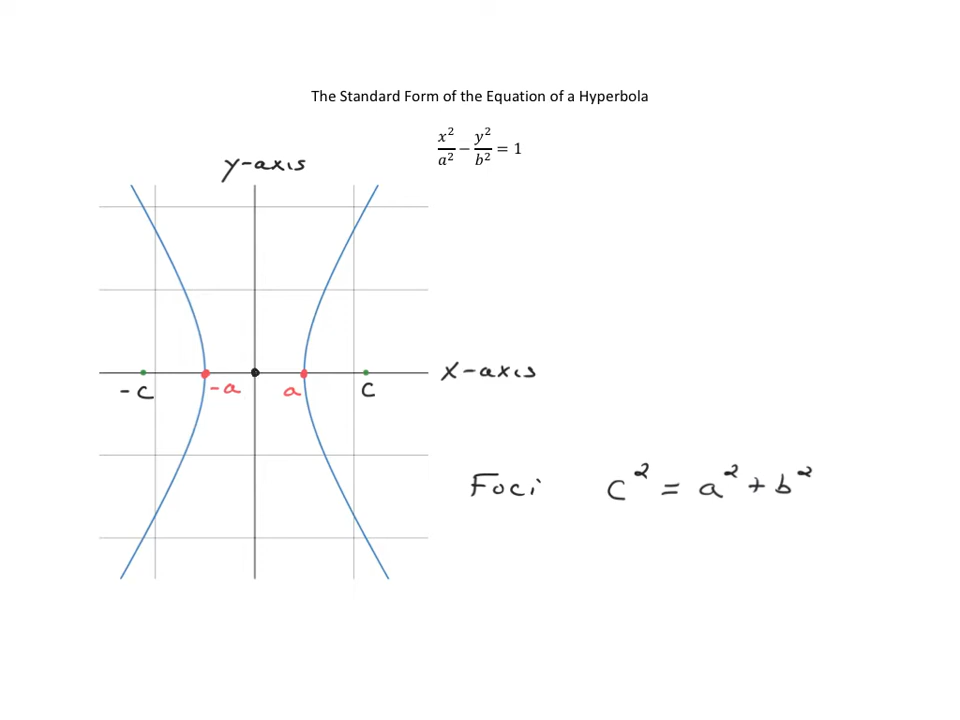 The Standard Form of the Equation of a Hyperbola
x²/a² − y²/b² = 1
y-axis
x-axis
-c -a a c
Foci c² = a² + b²